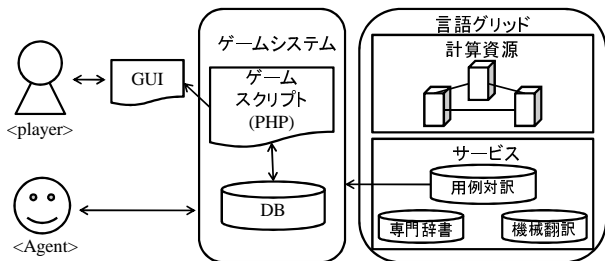 <player>
GUI
ゲームシステム
ゲーム
スクリプト
(PHP)
DB
<Agent>
言語グリッド
計算資源
サービス
用例対訳
専門辞書
機械翻訳